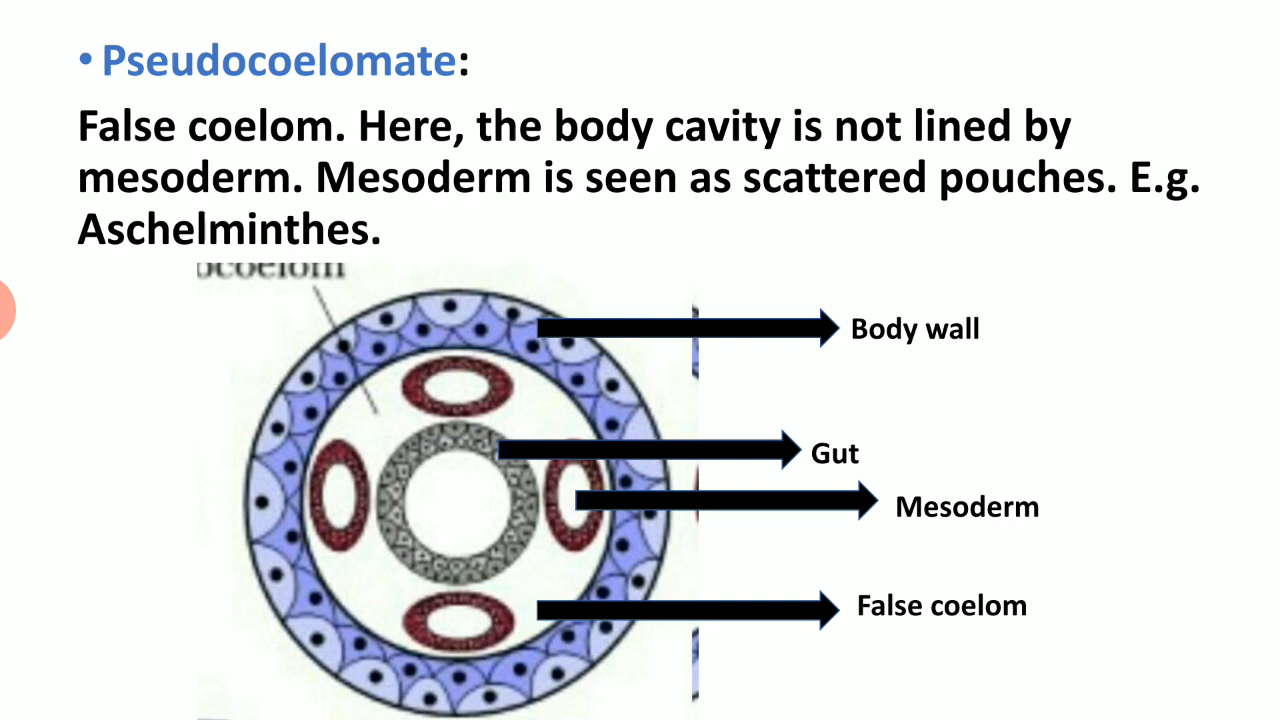 • Pseudocoelomate:
False coelom. Here, the body cavity is not lined by
mesoderm. Mesoderm is seen as scattered pouches. E.g.
Aschelminthes.
ocoelom
Body wall
Gut
Mesoderm
False coelom